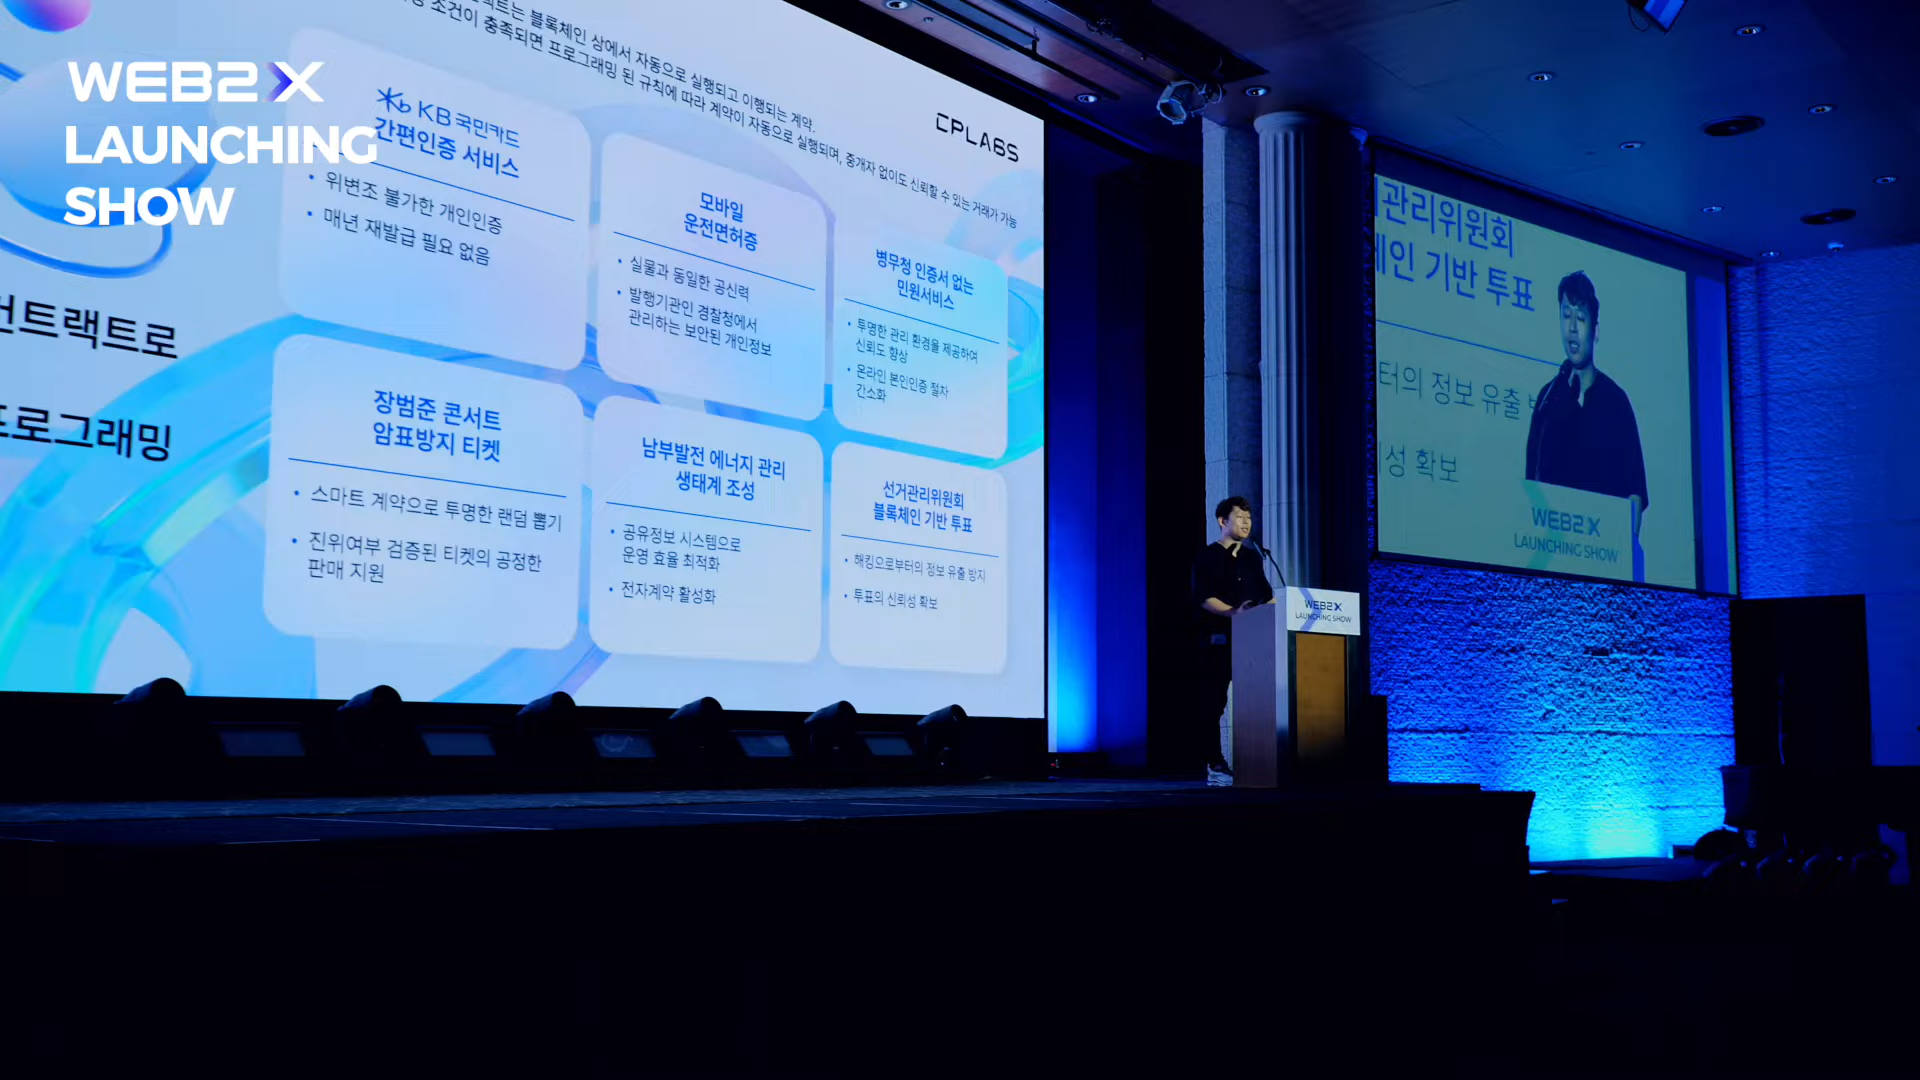 WEB2X
LAUNCHING
SHOW
블록체인 상에서 자동으로 실행되고 이행되는 계약.
조건이 충족되면 프로그래밍 된 규칙에 따라 계약이 자동으로 실행되며, 중개자 없이도 신뢰할 수 있는 거래가 가능
CPLABS
KB국민카드
간편인증 서비스
• 위변조 불가한 개인인증
• 매년 재발급 필요 없음
모바일
운전면허증
• 실물과 동일한 공신력
• 발행기관인 경찰청에서
관리하는 보안된 개인정보
병무청 인증서 없는
민원서비스
• 투명한 관리 환경을 제공하여
신뢰도 향상
• 온라인 본인인증 절차
간소화
컨트랙트로
프로그래밍
장범준 콘서트
암표방지 티켓
• 스마트 계약으로 투명한 랜덤 뽑기
• 진위여부 검증된 티켓의 공정한
판매 지원
남부발전 에너지 관리
생태계 조성
• 공유정보 시스템으로
운영 효율 최적화
• 전자계약 활성화
선거관리위원회
블록체인 기반 투표
• 해킹으로부터의 정보 유출 방지
• 투표의 신뢰성 확보
관리위원회
체인 기반 투표
터의 정보 유출
성 확보
WEB2X
LAUNCHING SHOW
WEB2X
LAUNCHING SHOW